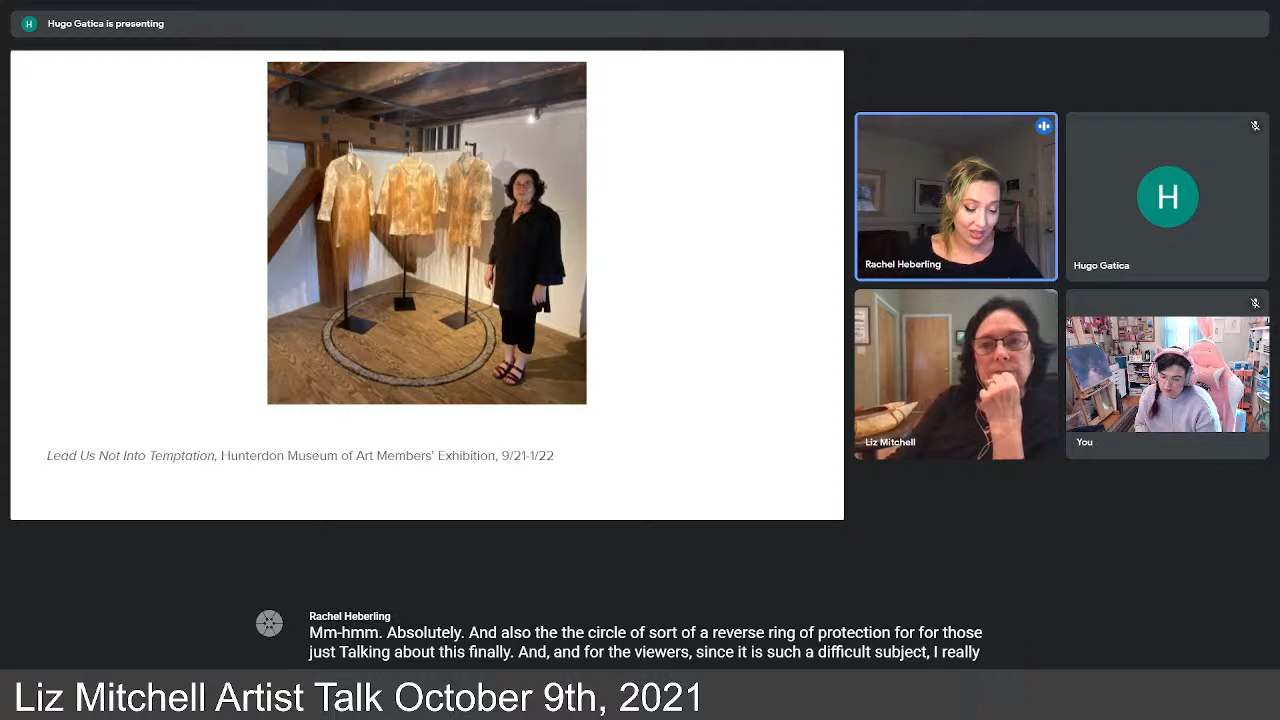 H
Hugo Gatica is presenting
Lead Us Not Into Temptation, Hunterdon Museum of Art Members' Exhibition, 9/21-1/22
Rachel Heberling
H
Hugo Gatica
Liz Mitchell
You
Rachel Heberling
Mm-hmm. Absolutely. And also the the circle of sort of a reverse ring of protection for for those
just Talking about this finally. And, and for the viewers, since it is such a difficult subject, I really
Liz Mitchell Artist Talk October 9th, 2021